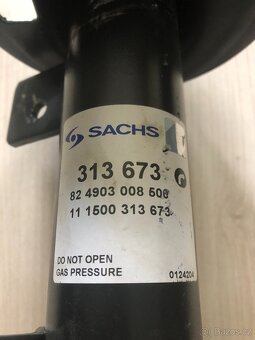 SACHS
313 673
82 4903 008 500
11 1500 313 673
DO NOT OPEN
GAS PRESSURE
0124204